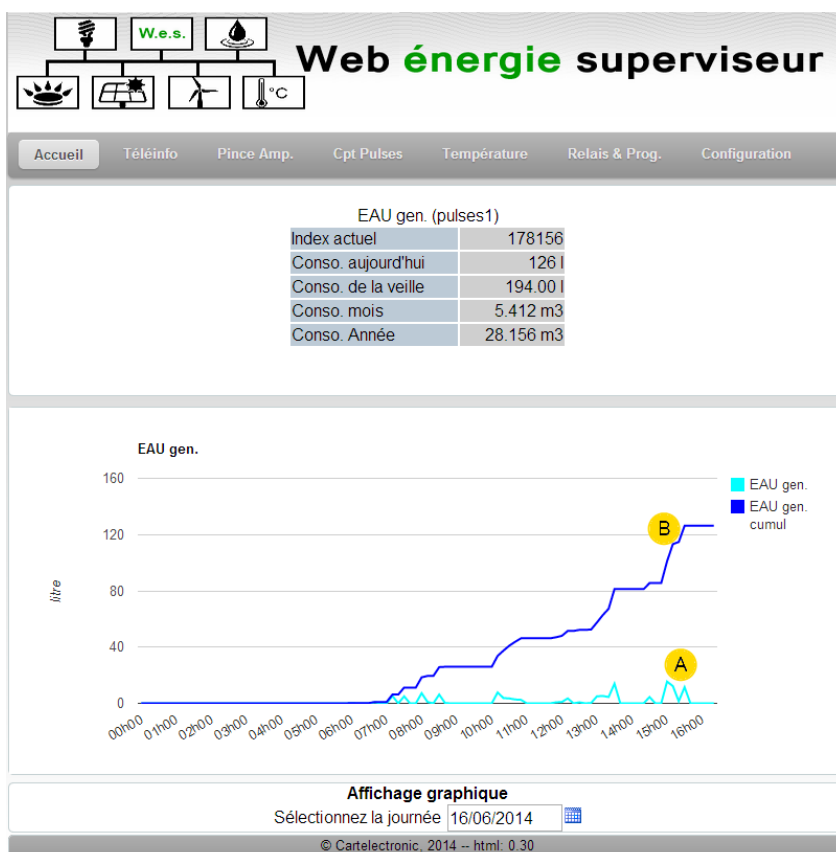 W.e.s.
°C
Web énergie superviseur
Accueil Téléinfo Pince Amp. Cpt Pulses Température Relais & Prog. Configuration
EAU gen. (pulses1)
Index actuel 178156
Conso. aujourd'hui 126 l
Conso. de la veille 194.00 l
Conso. mois 5.412 m3
Conso. Année 28.156 m3
EAU gen.
160
120
80
40
0
litre
00h00 01h00 02h00 03h00 04h00 05h00 06h00 07h00 08h00 09h00 10h00 11h00 12h00 13h00 14h00 15h00 16h00
B
A
EAU gen.
EAU gen.
cumul
Affichage graphique
Sélectionnez la journée 16/06/2014
© Cartelectronic, 2014 -- html: 0.30